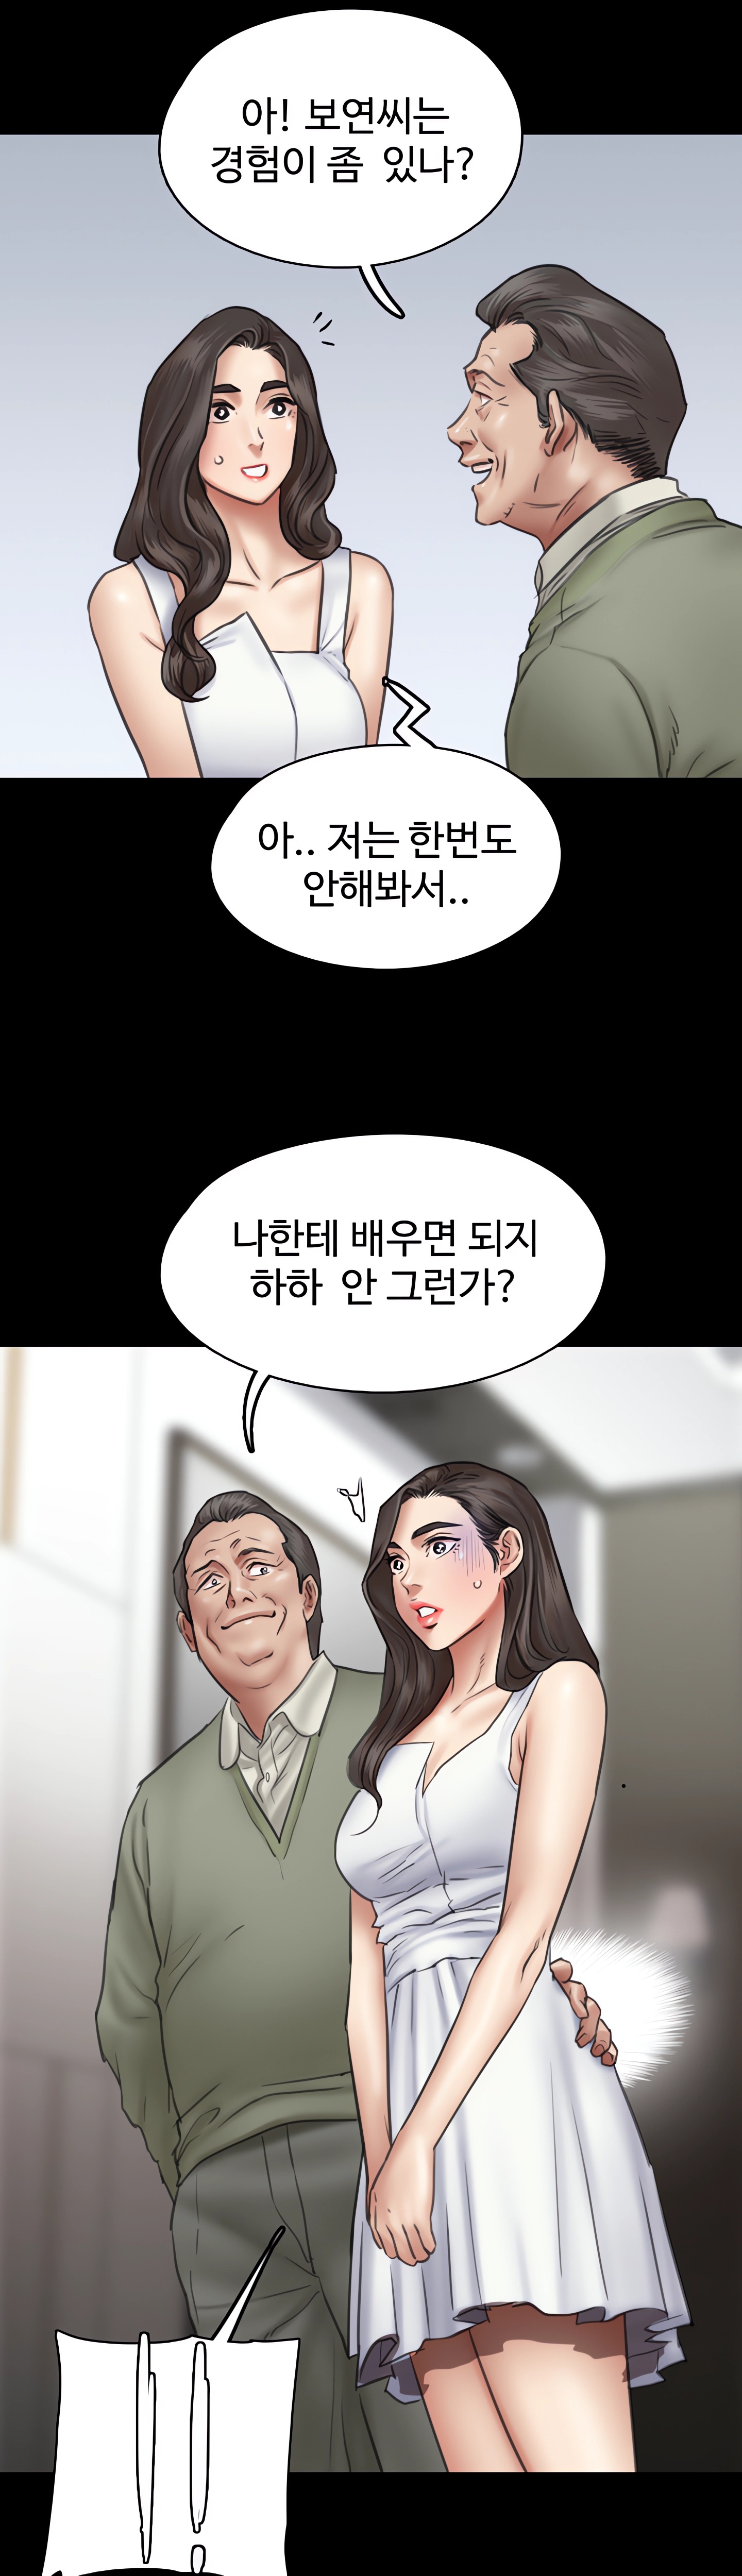 아! 보연씨는
경험이 좀 있나?
아.. 저는 한번도
안해봐서..
나한테 배우면 되지
하하 안 그런가?